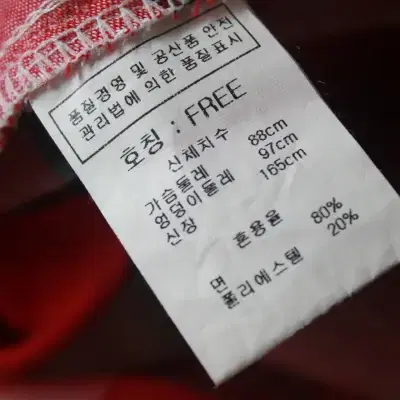 품질경영 및 공산품 안전
관리법에 의한 품질표시
호칭 : FREE
신체치수
가슴둘레 88cm
엉덩이둘레 97cm
신장 165cm
혼용율
면 80%
폴리에스텔 20%